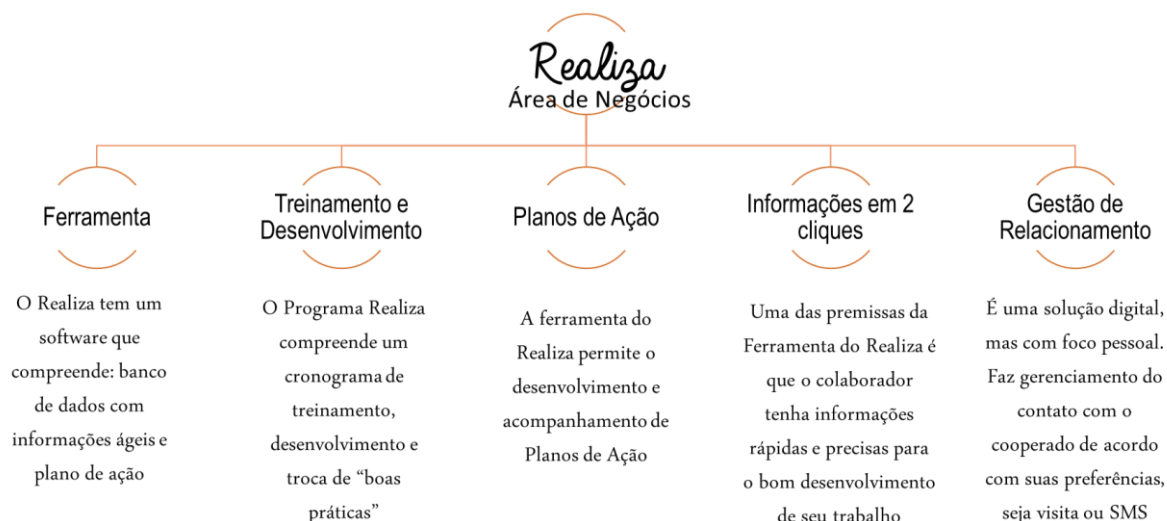 Realiza
Área de Negócios
Ferramenta
O Realiza tem um
software que
compreende: banco
de dados com
informações ágeis e
plano de ação
Treinamento e
Desenvolvimento
O Programa Realiza
compreende um
cronograma de
treinamento,
desenvolvimento e
troca de “boas
práticas”
Planos de Ação
A ferramenta do
Realiza permite o
desenvolvimento e
acompanhamento de
Planos de Ação
Informações em 2
cliques
Uma das premissas da
Ferramenta do Realiza é
que o colaborador
tenha informações
rápidas e precisas para
o bom desenvolvimento
de seu trabalho
Gestão de
Relacionamento
É uma solução digital,
mas com foco pessoal.
Faz gerenciamento do
contato com o
cooperado de acordo
com suas preferências,
seja visita ou SMS